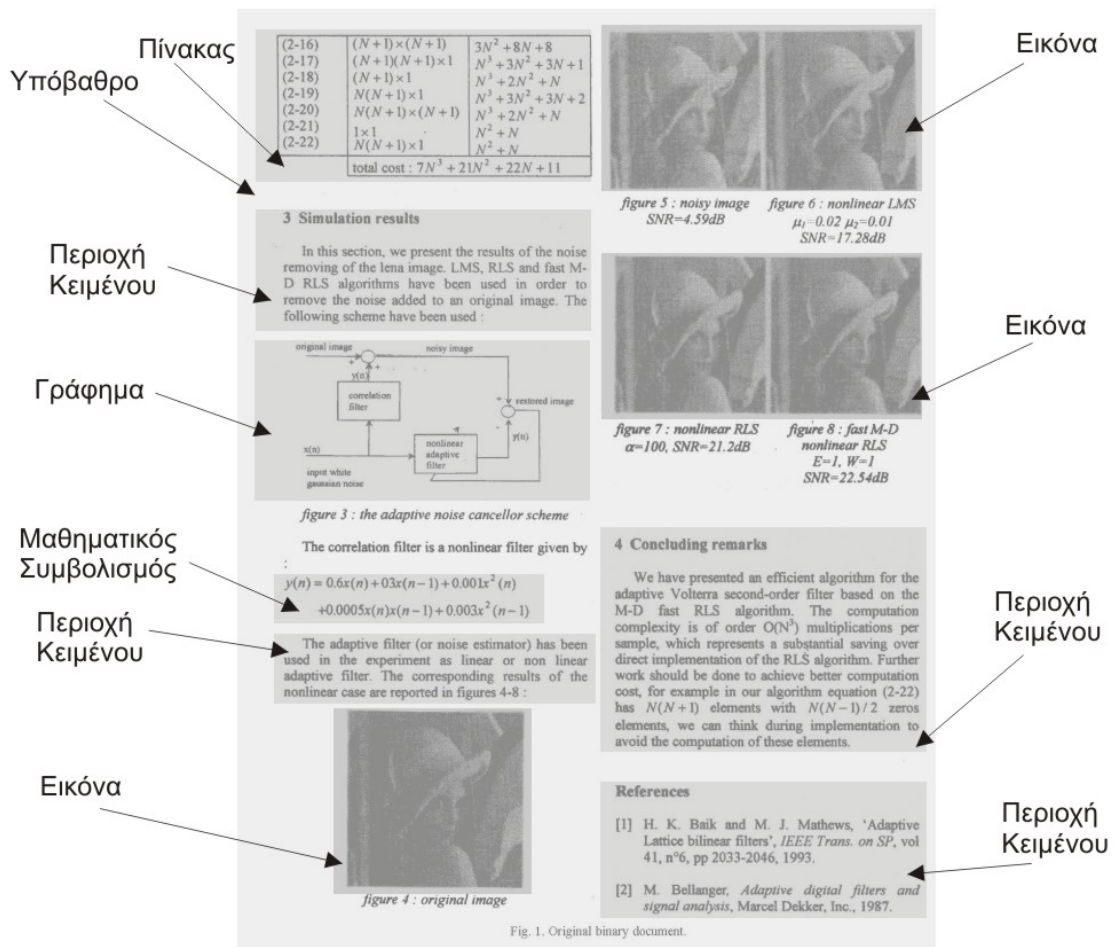 Πίνακας
Υπόβαθρο
Περιοχή
Κειμένου
Γράφημα
Μαθηματικός
Συμβολισμός
Περιοχή
Κειμένου
Εικόνα
(2-16) (N+1)×(N+1) 3N² +8N +8
(2-17) (N+1)(N+1)×1 N³ +3N² +3N +1
(2-18) (N+1)×1 N³ +2N² +N
(2-19) N(N+1)×1 N³ +3N² +3N +2
(2-20) N(N+1)×(N+1) N³ +2N² +N
(2-21) 1×1 N² +N
(2-22) N(N+1)×1 N² +N
total cost : 7N³ +21N² +22N +11
3 Simulation results
In this section, we present the results of the noise
removing of the lena image. LMS, RLS and fast M-
D RLS algorithms have been used in order to
remove the noise added to an original image. The
following scheme have been used :
original image noisy image
+ +
y(n)
correlation
filter
+ restored image
x(n)
nonlinear
adaptive
filter
y(n)
input white
gaussian noise
figure 3 : the adaptive noise cancellor scheme
The correlation filter is a nonlinear filter given by
:
y(n) = 0.6x(n) +03x(n−1) +0.001x² (n)
+0.0005x(n)x(n−1) +0.003x² (n−1)
The adaptive filter (or noise estimator) has been
used in the experiment as linear or non linear
adaptive filter. The corresponding results of the
nonlinear case are reported in figures 4-8 :
figure 4 : original image
figure 5 : noisy image
SNR=4.59dB
figure 6 : nonlinear LMS
μ₁=0.02 μ₂=0.01
SNR=17.28dB
figure 7 : nonlinear RLS
α=100, SNR=21.2dB
figure 8 : fast M-D
nonlinear RLS
E=1, W=1
SNR=22.54dB
4 Concluding remarks
We have presented an efficient algorithm for the
adaptive Volterra second-order filter based on the
M-D fast RLS algorithm. The computation
complexity is of order O(N³) multiplications per
sample, which represents a substantial saving over
direct implementation of the RLS algorithm. Further
work should be done to achieve better computation
cost, for example in our algorithm equation (2-22)
has N(N+1) elements with N(N−1)/2 zeros
elements, we can think during implementation to
avoid the computation of these elements.
References
[1] H. K. Baik and M. J. Mathews, ‘Adaptive
Lattice bilinear filters’, IEEE Trans. on SP, vol
41, n°6, pp 2033-2046, 1993.
[2] M. Bellanger, Adaptive digital filters and
signal analysis, Marcel Dekker, Inc., 1987.
Fig. 1. Original binary document.
Εικόνα
Εικόνα
Περιοχή
Κειμένου
Περιοχή
Κειμένου